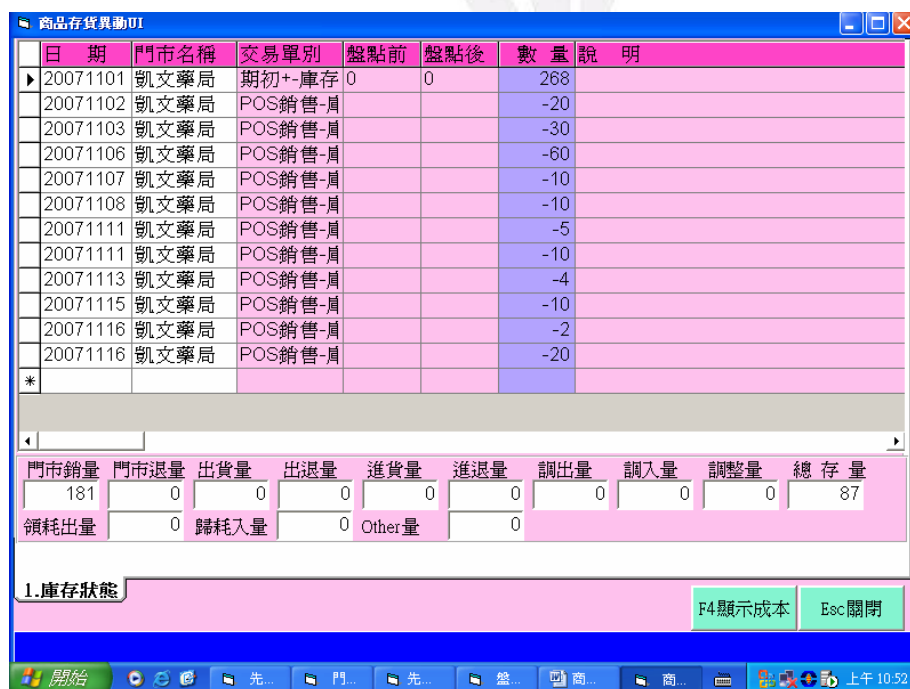 商品存貨異動UI
日 期 門市名稱 交易單別 盤點前 盤點後 數 量 說 明
20071101 凱文藥局 期初+-庫存 0 0 268
20071102 凱文藥局 POS銷售- -20
20071103 凱文藥局 POS銷售- -30
20071106 凱文藥局 POS銷售- -60
20071107 凱文藥局 POS銷售- -10
20071108 凱文藥局 POS銷售- -10
20071111 凱文藥局 POS銷售- -5
20071111 凱文藥局 POS銷售- -10
20071113 凱文藥局 POS銷售- -4
20071115 凱文藥局 POS銷售- -10
20071116 凱文藥局 POS銷售- -2
20071116 凱文藥局 POS銷售- -20
*
門市銷量 門市退量 出貨量 出退量 進貨量 進退量 調出量 調入量 調整量 總 存 量
181 0 0 0 0 0 0 0 0 87
領耗出量 0 歸耗入量 0 Other量 0
1.庫存狀態
F4顯示成本 Esc關閉
開始 先... 門... 先... 盤... 商... 商... 上午 10:52